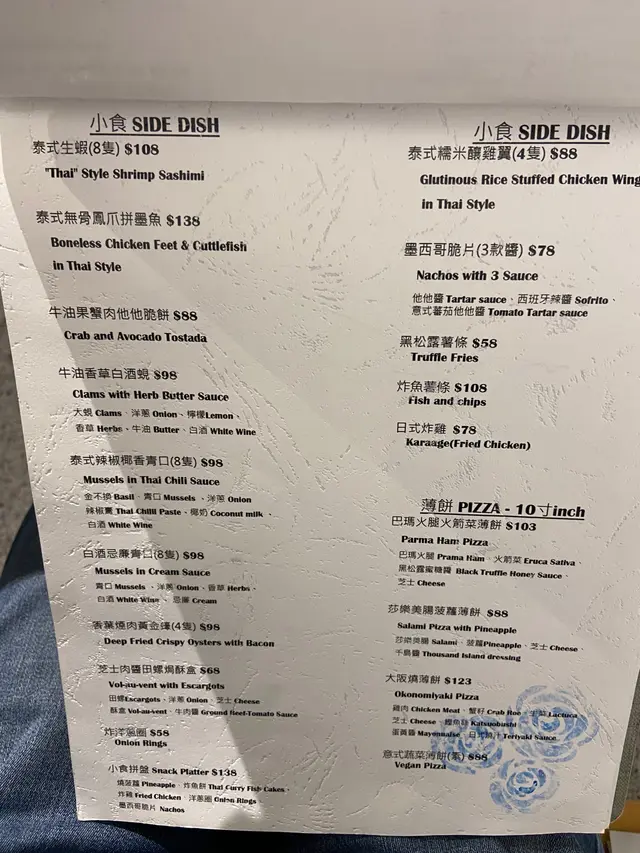 小食 SIDE DISH
泰式生蝦(8隻) $108
"Thai" Style Shrimp Sashimi
泰式無骨鳳爪拼墨魚 $138
Boneless Chicken Feet & Cuttlefish
in Thai Style
牛油果蟹肉他他脆餅 $88
Crab and Avocado Tostada
牛油香草白酒蜆 $98
Clams with Herb Butter Sauce
大蜆 Clams、洋蔥 Onion、檸檬Lemon、
香草 Herbs、牛油 Butter、白酒 White Wine
泰式辣椒椰香青口(8隻) $98
Mussels in Thai Chili Sauce
金不換 Basil、青口 Mussels、洋蔥 Onion
辣椒薰 Thai Chilli Paste、椰奶 Coconut milk、
白酒 White Wine
白酒忌廉青口(8隻) $98
Mussels in Cream Sauce
青口 Mussels、洋蔥 Onion、香草 Herbs、
白酒 White Wine、忌廉 Cream
香葉煙肉黃金蠔(4隻) $98
Deep Fried Crispy Oysters with Bacon
芝士肉醬田螺焗酥盒 $68
Vol-au-vent with Escargots
田螺Escargots、洋蔥 Onion、芝士 Cheese
酥盒 Vol-au-vent、牛肉醬 Ground Beef-Tomato Sauce
炸洋蔥圈 $58
Onion Rings
小食拼盤 Snack Platter $138
燒菠蘿 Pineapple、炸魚餅 Thai Curry Fish Cakes、
炸雞 Fried Chicken、洋蔥圈 Onion Rings
墨西哥脆片 Nachos
小食 SIDE DISH
泰式糯米釀雞翼(4隻) $88
Glutinous Rice Stuffed Chicken Wing
in Thai Style
墨西哥脆片(3款醬) $78
Nachos with 3 Sauce
他他醬 Tartar sauce、西班牙辣醬 Sofrito、
意式蕃茄他他醬 Tomato Tartar sauce
黑松露薯條 $58
Truffle Fries
炸魚薯條 $108
Fish and chips
日式炸雞 $78
Karaage(Fried Chicken)
薄餅 PIZZA - 10寸inch
巴瑪火腿火箭菜薄餅 $103
Parma Ham Pizza
巴瑪火腿 Prama Ham、火箭菜 Eruca Sativa、
黑松露蜜糖醬 Black Truffle Honey Sauce、
芝士 Cheese
莎樂美腸菠蘿薄餅 $88
Salami Pizza with Pineapple
莎樂美腸 Salami、菠蘿Pineapple、芝士 Cheese、
千島醬 Thousand Island dressing
大阪燒薄餅 $123
Okonomiyaki Pizza
雞肉 Chicken Meat、蟹籽 Crab Roe、生菜 Lactuca
芝士 Cheese、鰹魚絲 Katsuobushi
蛋黃醬 Mayonnaise、日式燒汁 Teriyaki Sauce
意式蔬菜薄餅(素) $88
Vegan Pizza